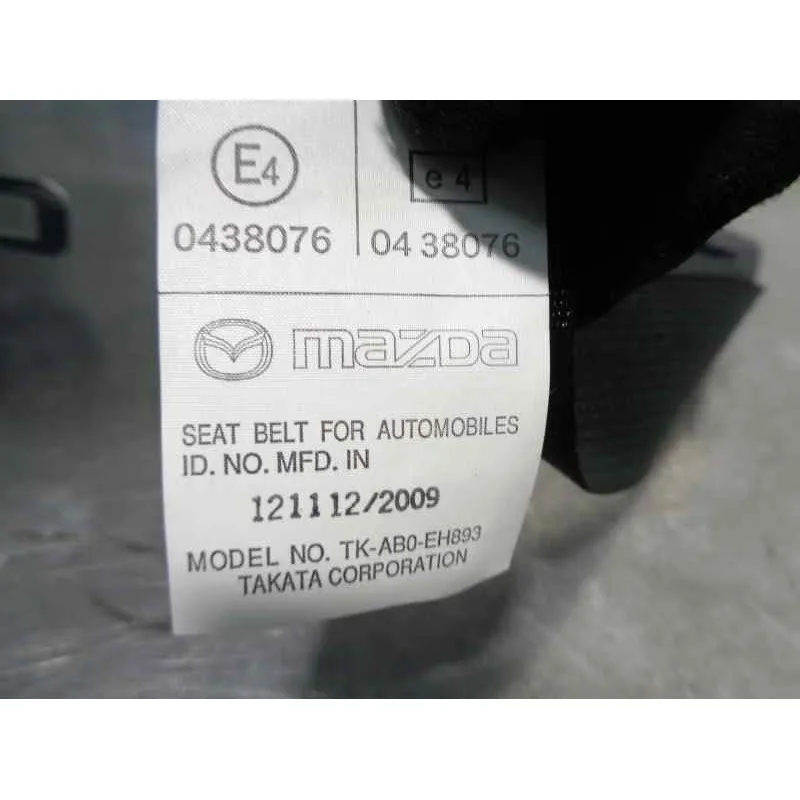 E4 e4
0438076 04 38076
mazda
SEAT BELT FOR AUTOMOBILES
ID. NO. MFD. IN
121112/2009
MODEL NO. TK-AB0-EH893
TAKATA CORPORATION